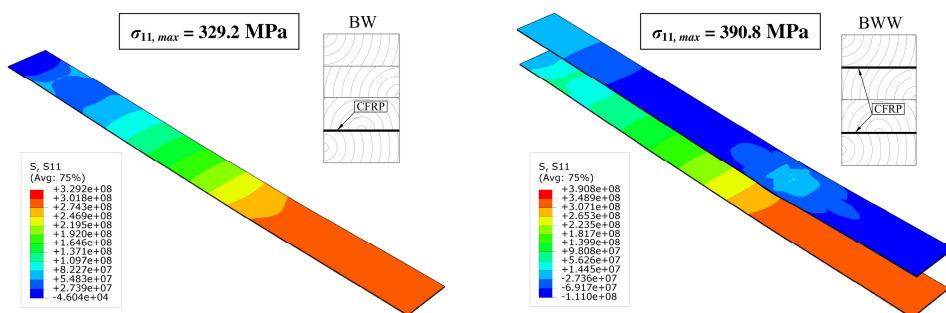 σ11, max = 329.2 MPa
BW
CFRP
S, S11
(Avg: 75%)
+3.292e+08
+3.018e+08
+2.743e+08
+2.469e+08
+2.195e+08
+1.920e+08
+1.646e+08
+1.371e+08
+1.097e+08
+8.227e+07
+5.483e+07
+2.739e+07
-4.604e+04
σ11, max = 390.8 MPa
BWW
CFRP
S, S11
(Avg: 75%)
+3.908e+08
+3.489e+08
+3.071e+08
+2.653e+08
+2.235e+08
+1.817e+08
+1.399e+08
+9.808e+07
+5.626e+07
+1.445e+07
-2.736e+07
-6.917e+07
-1.110e+08